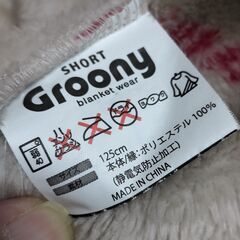 SHORT
Groony
blanket wear
弱
40
サイズ 125cm
素材 本体/縁:ポリエステル 100%
(静電気防止加工)
MADE IN CHINA